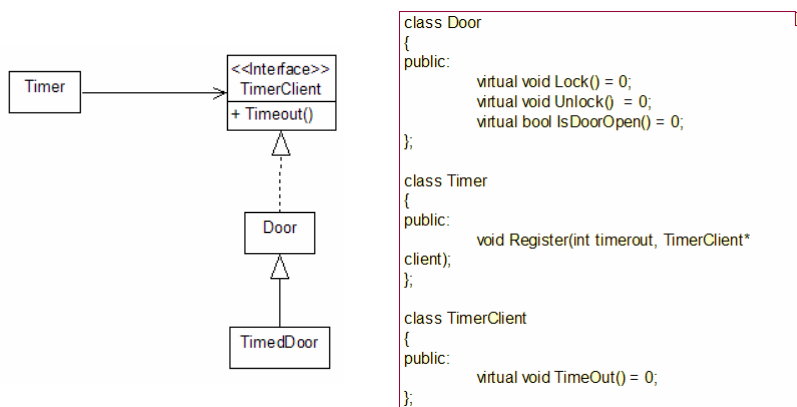 Timer
<<Interface>>
TimerClient
+ Timeout()
Door
TimedDoor
class Door
{
public:
virtual void Lock() = 0;
virtual void Unlock() = 0;
virtual bool IsDoorOpen() = 0;
};
class Timer
{
public:
void Register(int timerout, TimerClient*
client);
};
class TimerClient
{
public:
virtual void TimeOut() = 0;
};